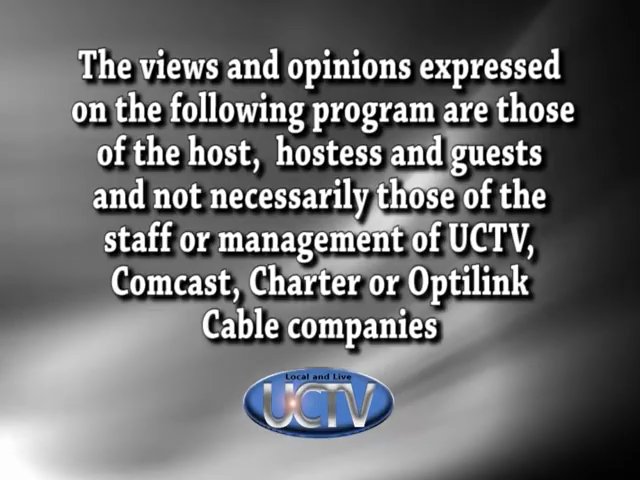 The views and opinions expressed
on the following program are those
of the host, hostess and guests
and not necessarily those of the
staff or management of UCTV,
Comcast, Charter or Optilink
Cable companies
Local and Live
UCTV